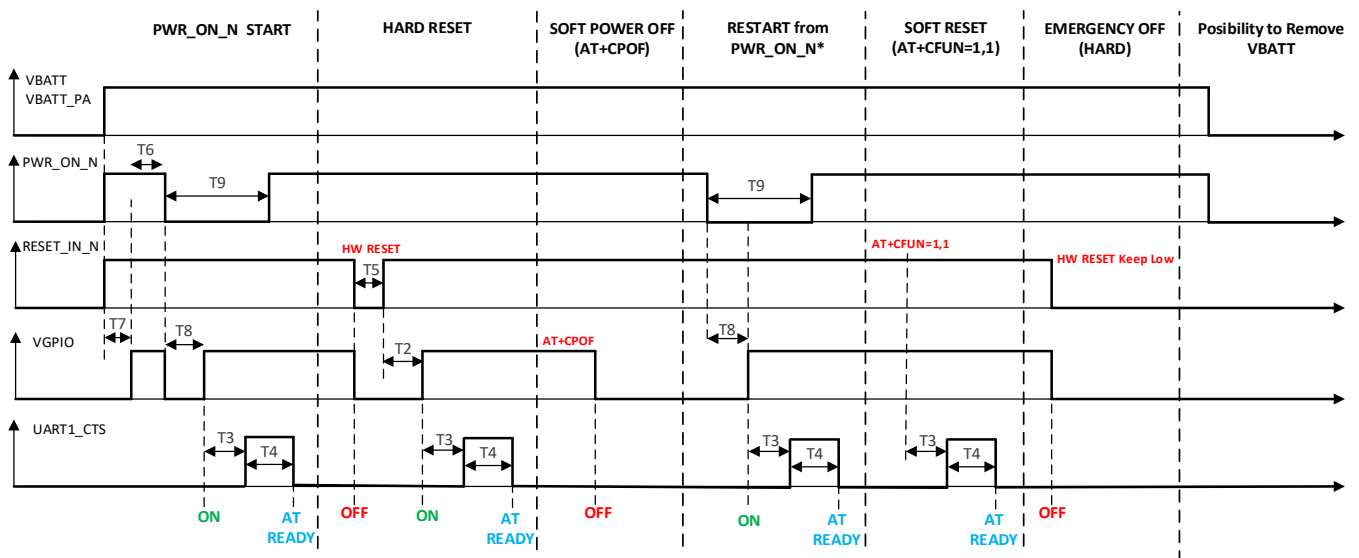 PWR_ON_N START
HARD RESET
SOFT POWER OFF
(AT+CPOF)
RESTART from
PWR_ON_N*
SOFT RESET
(AT+CFUN=1,1)
EMERGENCY OFF
(HARD)
Posibility to Remove
VBATT
VBATT
VBATT_PA
PWR_ON_N
T6
T9
T9
RESET_IN_N
HW RESET
T5
AT+CFUN=1,1
HW RESET Keep Low
VGPIO
T7
T8
T2
AT+CPOF
T8
UART1_CTS
T3
T4
T3
T4
T3
T4
T3
T4
ON
AT
READY
OFF
ON
AT
READY
OFF
ON
AT
READY
AT
READY
OFF